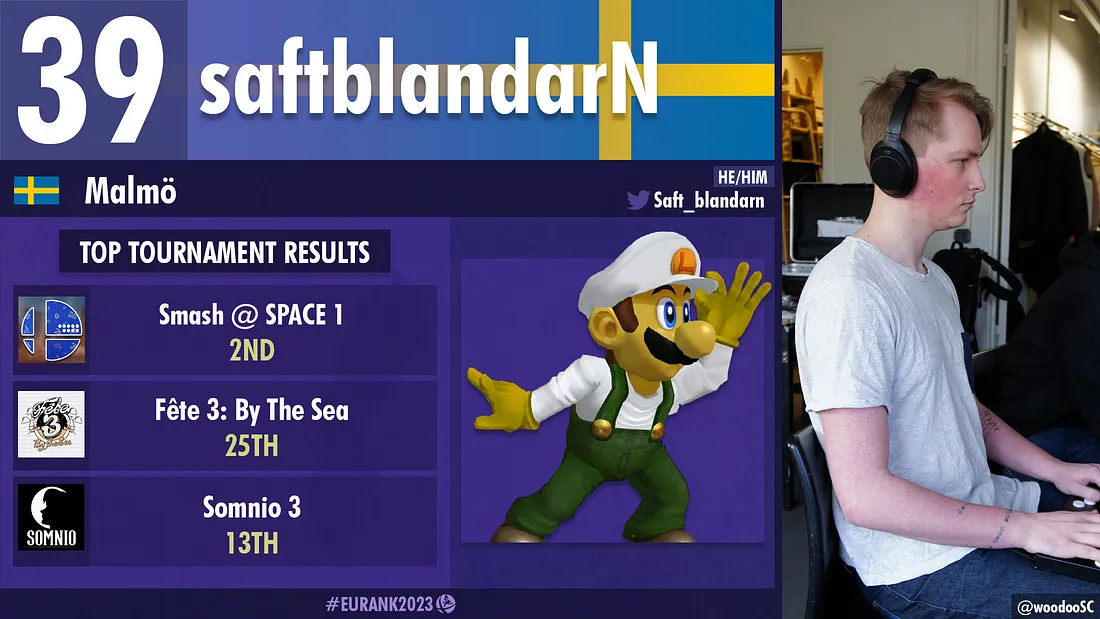 39
saftblandarN
Malmö
HE/HIM
Saft_blandarn
TOP TOURNAMENT RESULTS
Smash @ SPACE 1
2ND
Fête 3: By The Sea
25TH
Somnio 3
13TH
SOMNIO
L
#EURANK2023
@woodooSC